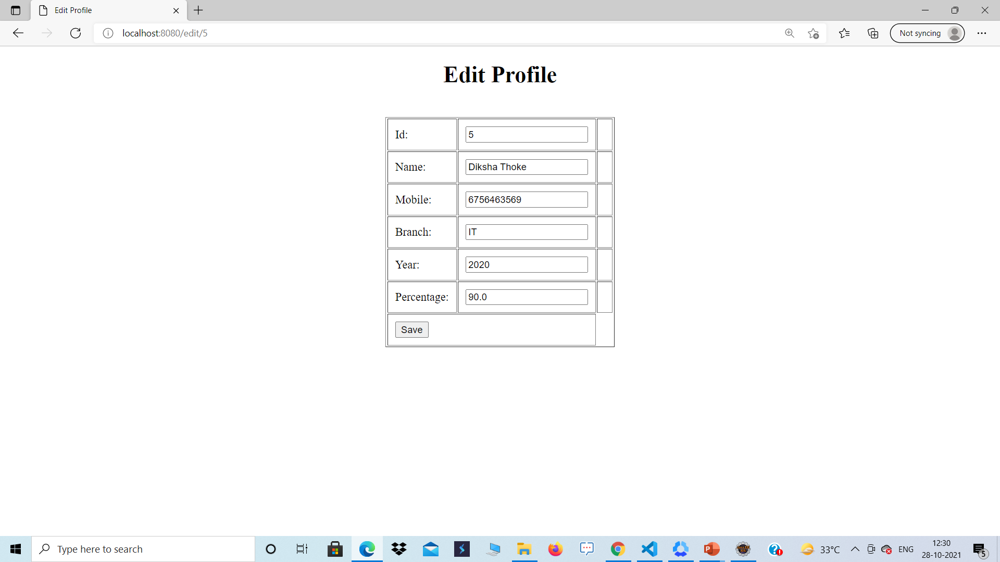 Edit Profile
localhost:8080/edit/5
Not syncing
Edit Profile
Id: 5
Name: Diksha Thoke
Mobile: 6756463569
Branch: IT
Year: 2020
Percentage: 90.0
Save
Type here to search
33°C
ENG
12:30
28-10-2021
5